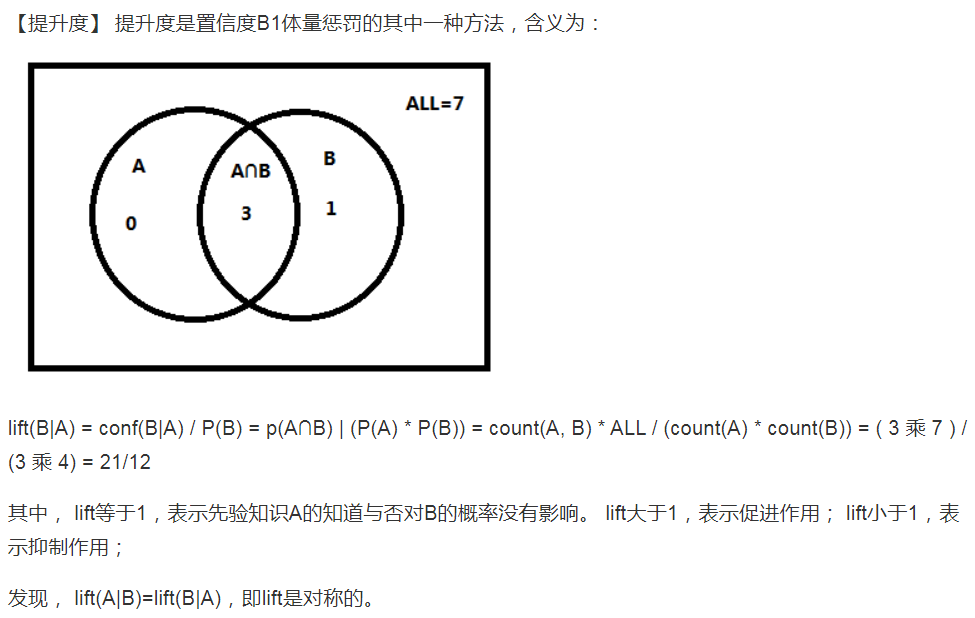 【提升度】 提升度是置信度B1体量惩罚的其中一种方法，含义为：
ALL=7
A
A∩B
B
0
3
1
lift(B|A) = conf(B|A) / P(B) = p(A∩B) | (P(A) * P(B)) = count(A, B) * ALL / (count(A) * count(B)) = ( 3 乘 7 ) /
(3 乘 4) = 21/12
其中， lift等于1，表示先验知识A的知道与否对B的概率没有影响。 lift大于1，表示促进作用； lift小于1，表
示抑制作用；
发现， lift(A|B)=lift(B|A)，即lift是对称的。